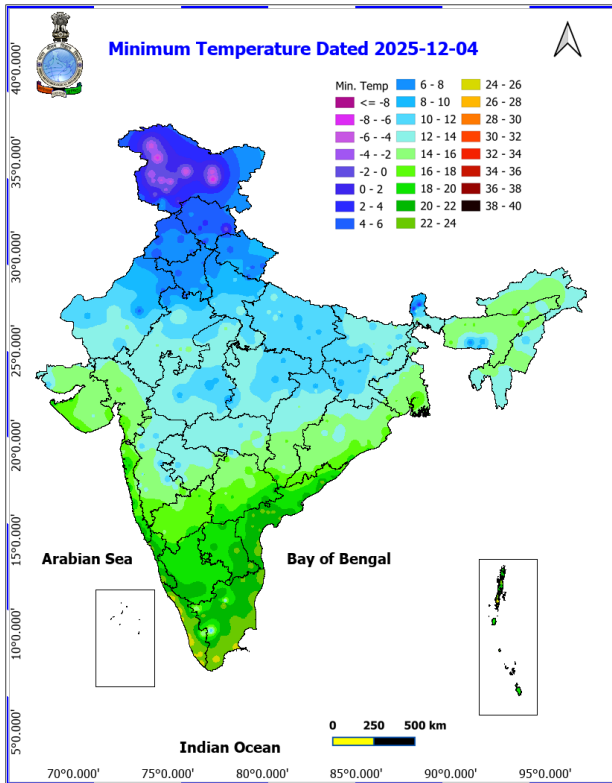 Minimum Temperature Dated 2025-12-04
Min. Temp
<= -8
-8 - -6
-6 - -4
-4 - -2
-2 - 0
0 - 2
2 - 4
4 - 6
6 - 8
8 - 10
10 - 12
12 - 14
14 - 16
16 - 18
18 - 20
20 - 22
22 - 24
24 - 26
26 - 28
28 - 30
30 - 32
32 - 34
34 - 36
36 - 38
38 - 40
40°0.000'
35°0.000'
30°0.000'
25°0.000'
20°0.000'
15°0.000'
10°0.000'
5°0.000'
Arabian Sea
Bay of Bengal
Indian Ocean
0 250 500 km
70°0.000' 75°0.000' 80°0.000' 85°0.000' 90°0.000' 95°0.000'